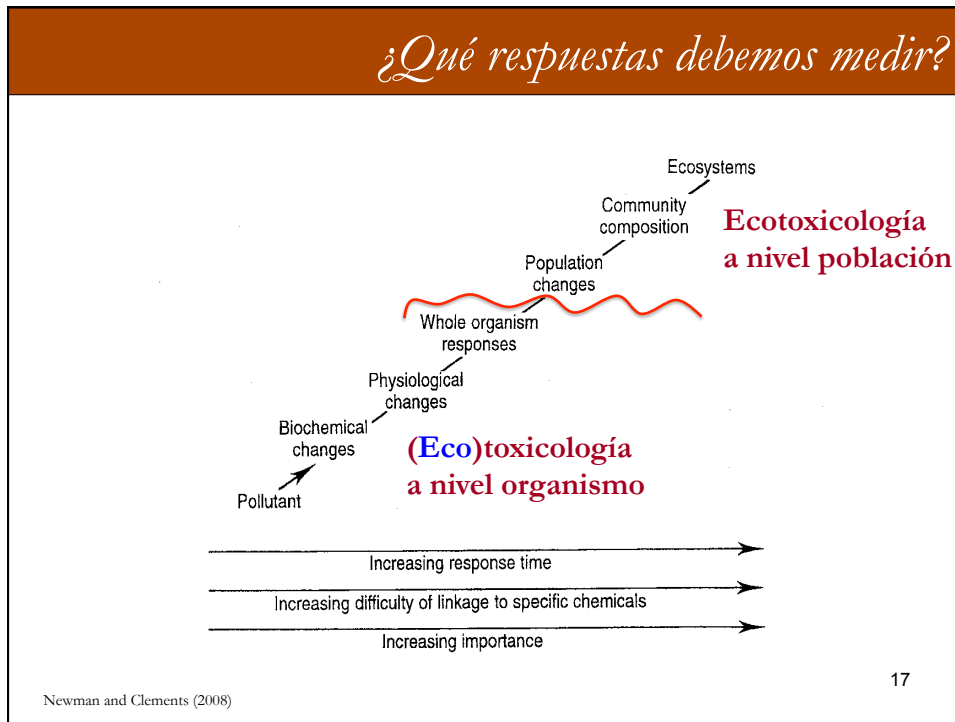 ¿Qué respuestas debemos medir?
Ecosystems
Community
composition
Ecotoxicología
a nivel población
Population
changes
Whole organism
responses
Physiological
changes
Biochemical
changes
(Eco)toxicología
a nivel organismo
Pollutant
Increasing response time
Increasing difficulty of linkage to specific chemicals
Increasing importance
17
Newman and Clements (2008)